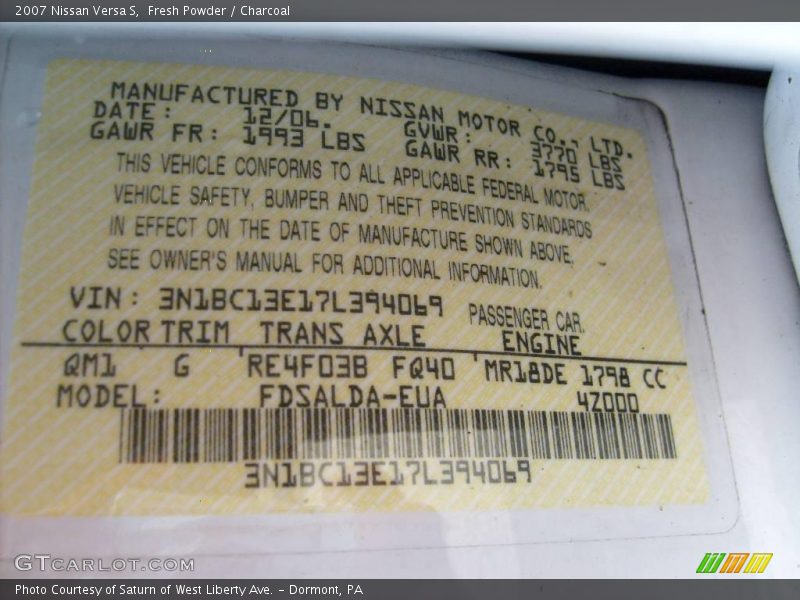 2007 Nissan Versa S,  Fresh Powder / Charcoal
MANUFACTURED BY NISSAN MOTOR CO., LTD.
DATE: 12/06. GVWR: 3770 LBS
GAWR FR: 1993 LBS GAWR RR: 1795 LBS
THIS VEHICLE CONFORMS TO ALL APPLICABLE FEDERAL MOTOR
VEHICLE SAFETY, BUMPER AND THEFT PREVENTION STANDARDS
IN EFFECT ON THE DATE OF MANUFACTURE SHOWN ABOVE.
SEE OWNER'S MANUAL FOR ADDITIONAL INFORMATION.
VIN: 3N1BC13E17L394069 PASSENGER CAR.
COLOR TRIM TRANS AXLE ENGINE
QM1 G RE4F03B FQ40 MR18DE 1798 CC
MODEL: FDSALDA-EUA 4Z000
3N1BC13E17L394069
GTCARLOT.COM
Photo Courtesy of Saturn of West Liberty Ave. – Dormont, PA